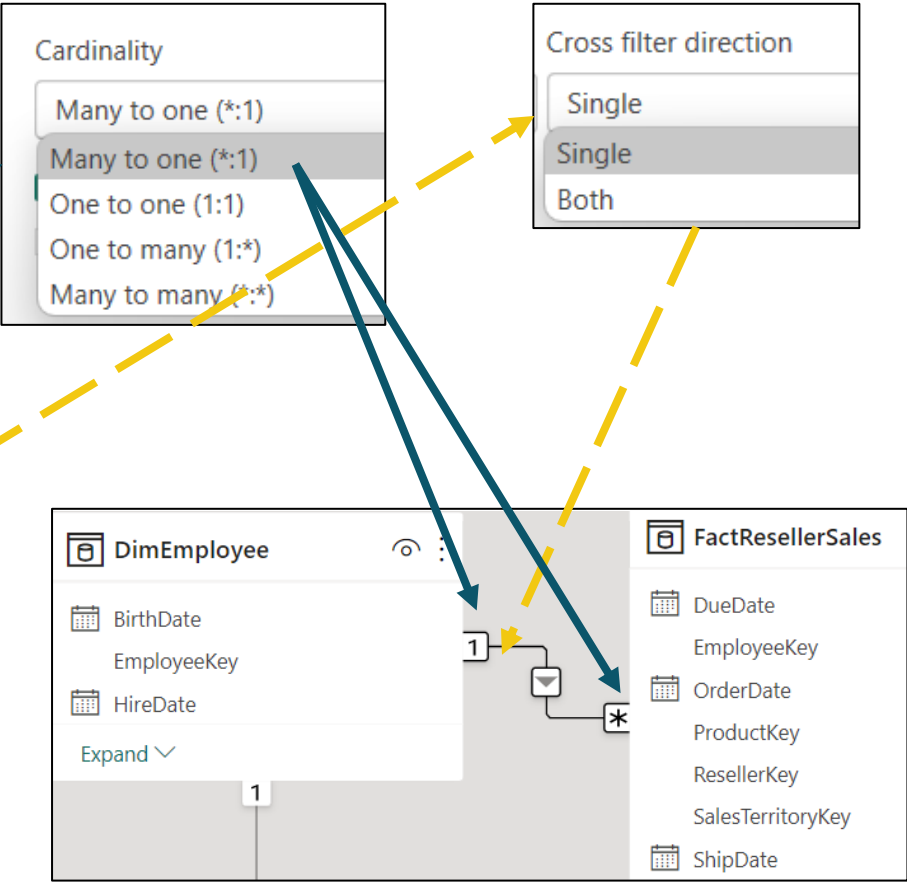 Cardinality
Many to one (*:1)
Many to one (*:1)
One to one (1:1)
One to many (1:*)
Many to many (*:*)
Cross filter direction
Single
Single
Both
DimEmployee
BirthDate
EmployeeKey
HireDate
Expand
1
1
*
FactResellerSales
DueDate
EmployeeKey
OrderDate
ProductKey
ResellerKey
SalesTerritoryKey
ShipDate